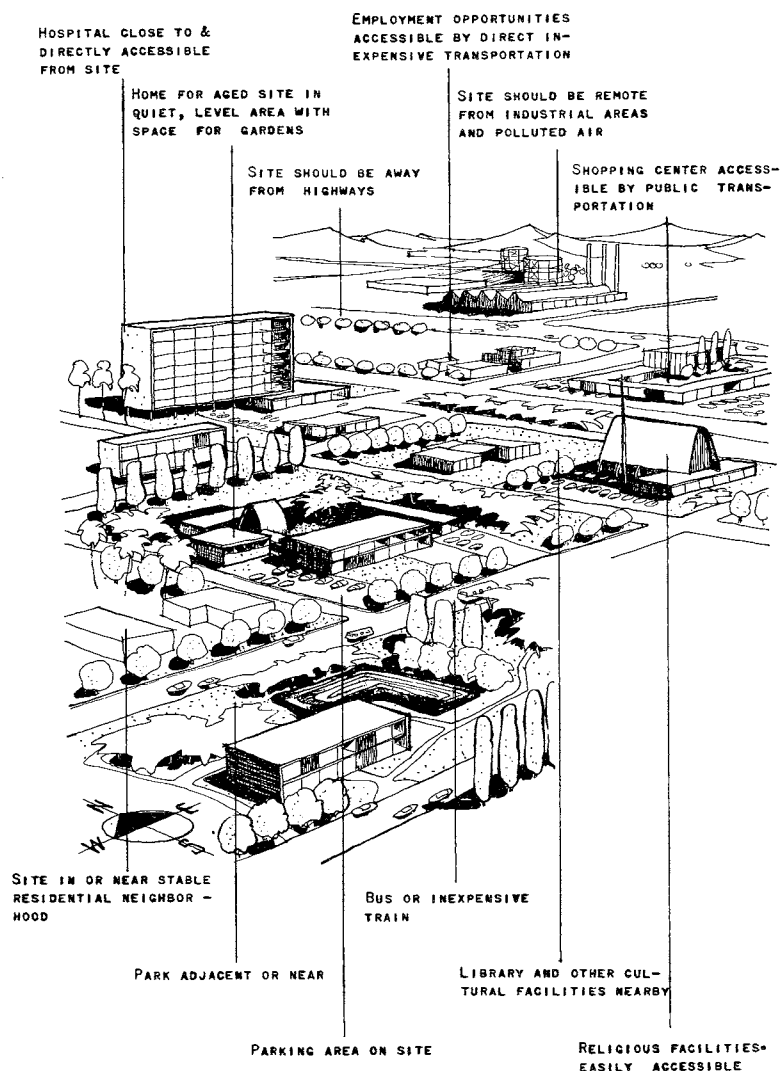 HOSPITAL CLOSE TO &
DIRECTLY ACCESSIBLE
FROM SITE
EMPLOYMENT OPPORTUNITIES
ACCESSIBLE BY DIRECT IN-
EXPENSIVE TRANSPORTATION
HOME FOR AGED SITE IN
QUIET, LEVEL AREA WITH
SPACE FOR GARDENS
SITE SHOULD BE REMOTE
FROM INDUSTRIAL AREAS
AND POLLUTED AIR
SITE SHOULD BE AWAY
FROM HIGHWAYS
SHOPPING CENTER ACCESS-
IBLE BY PUBLIC TRANS-
PORTATION
N
E
W
S
SITE IN OR NEAR STABLE
RESIDENTIAL NEIGHBOR -
HOOD
BUS OR INEXPENSIVE
TRAIN
PARK ADJACENT OR NEAR
LIBRARY AND OTHER CUL-
TURAL FACILITIES NEARBY
PARKING AREA ON SITE
RELIGIOUS FACILITIES-
EASILY ACCESSIBLE